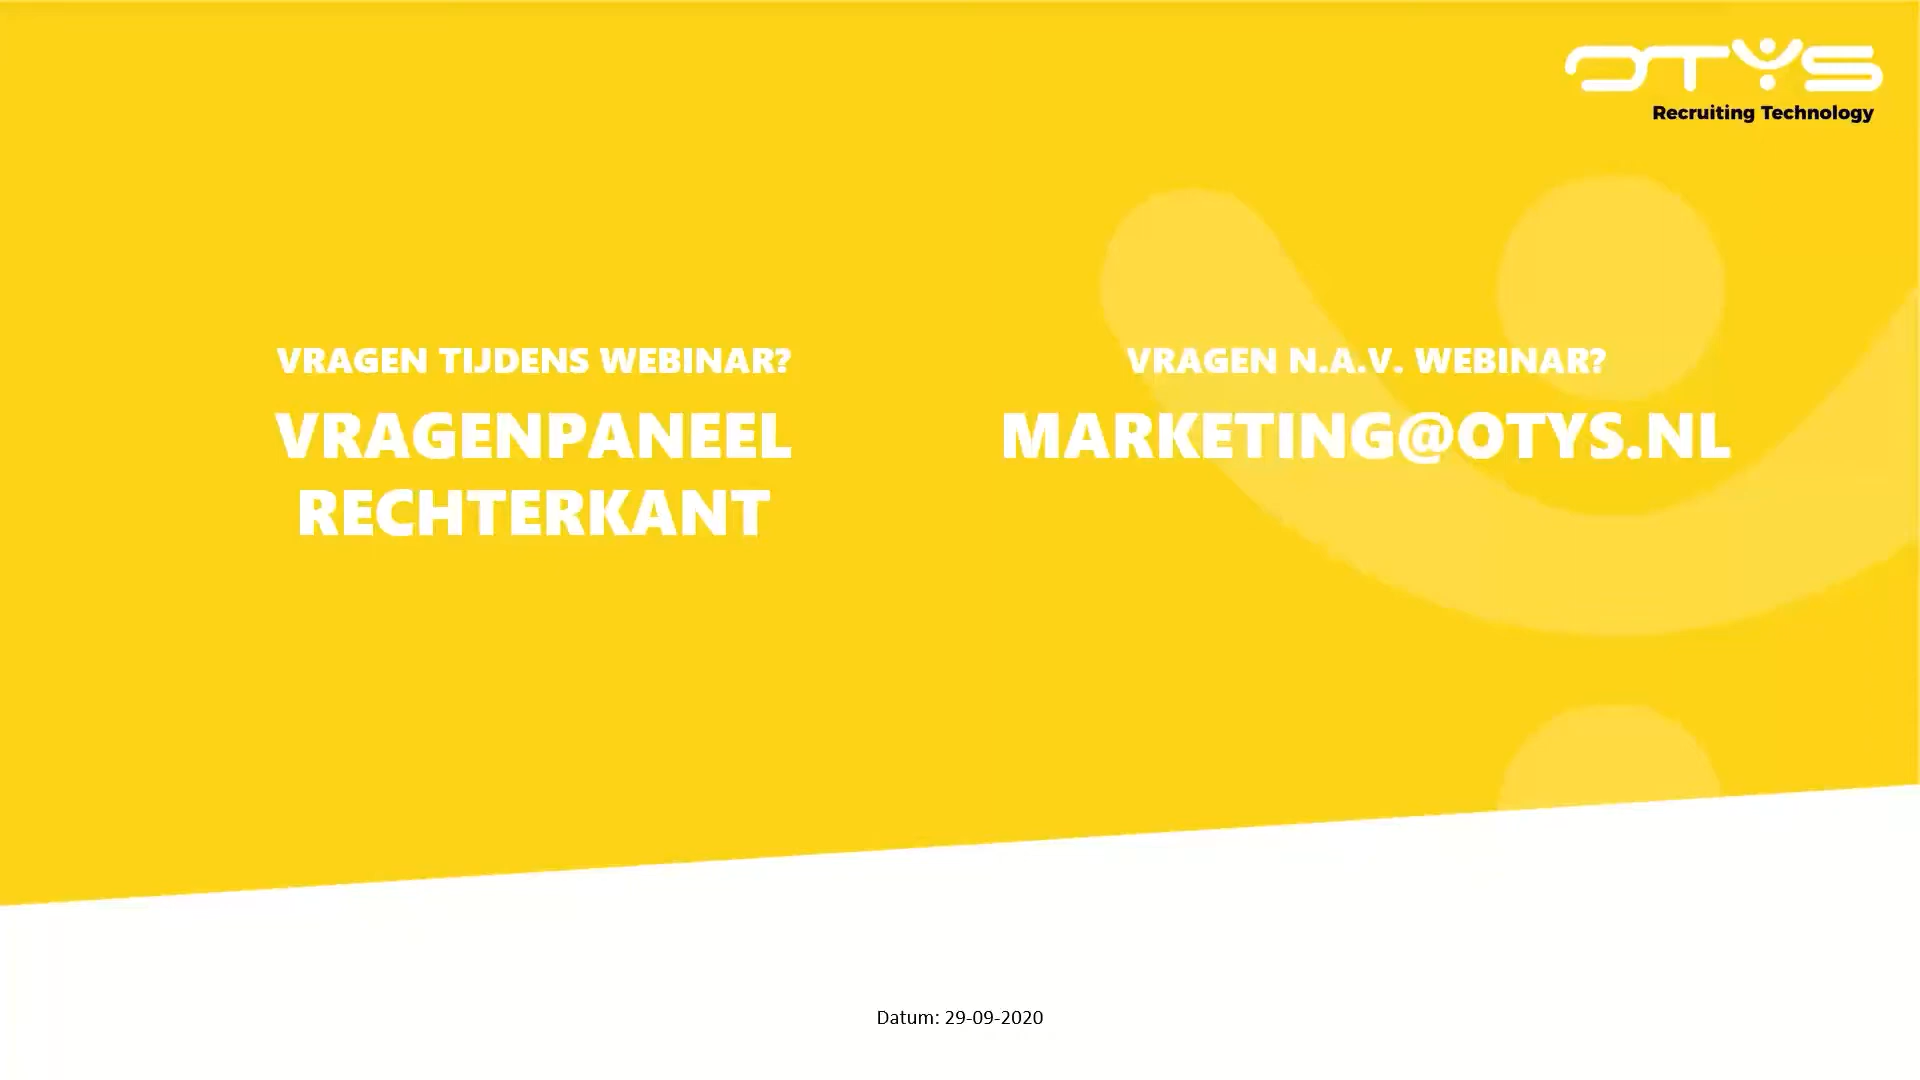 OTYS
Recruiting Technology
VRAGEN TIJDENS WEBINAR?
VRAGENPANEEL
RECHTERKANT
VRAGEN N.A.V. WEBINAR?
MARKETING@OTYS.NL
Datum: 29-09-2020